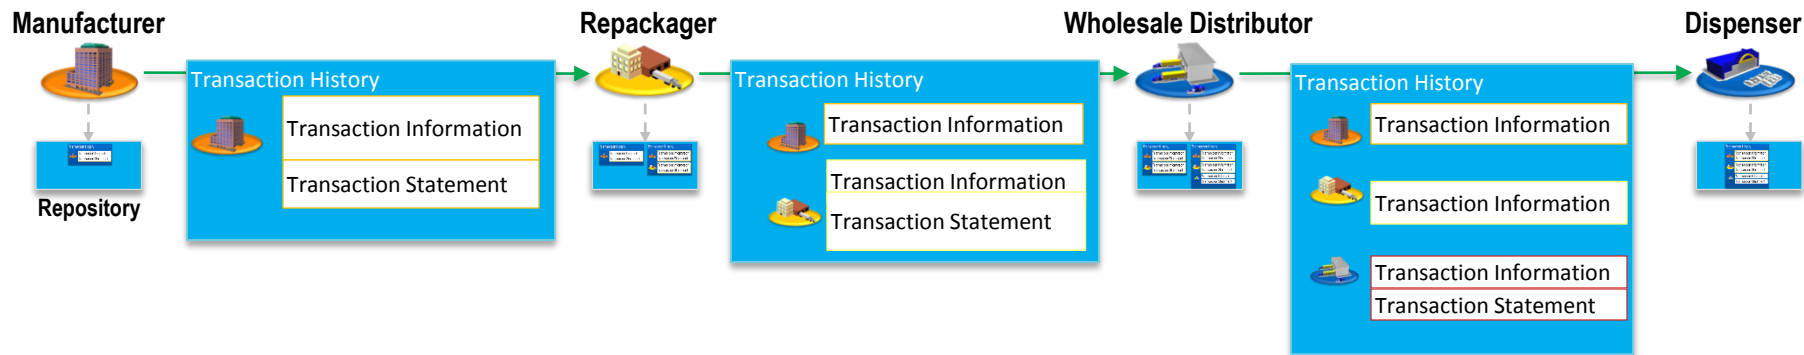 Manufacturer
Repackager
Wholesale Distributor
Dispenser
Transaction History
Transaction Information
Transaction Statement
Repository
Transaction History
Transaction Information
Transaction Information
Transaction Statement
Transaction History
Transaction Information
Transaction Information
Transaction Information
Transaction Statement